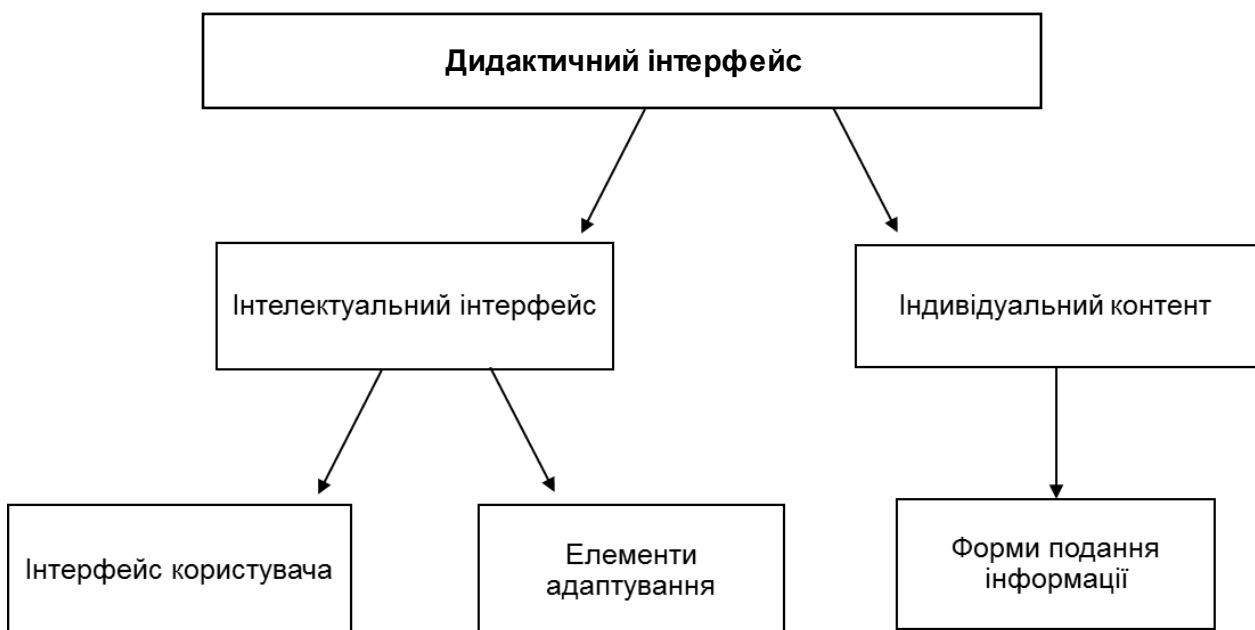 Дидактичний інтерфейс
Інтелектуальний інтерфейс
Індивідуальний контент
Інтерфейс користувача
Елементи
адаптування
Форми подання
інформації